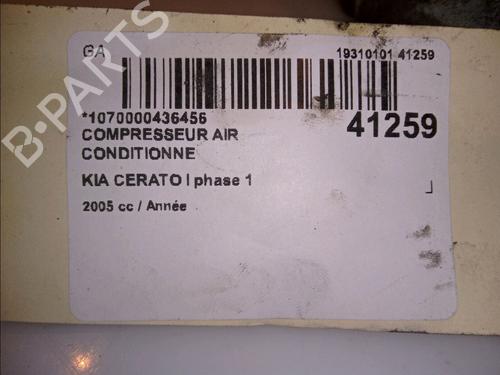 GA
19310101 41259
*1070000436456
41259
COMPRESSEUR AIR
CONDITIONNE
KIA CERATO I phase 1
2005 cc / Année
B-PARTS